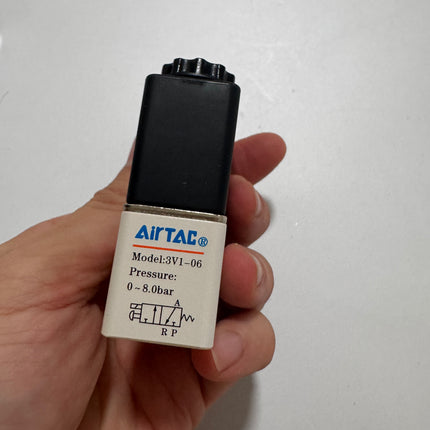 AirTAC®
Model:3V1-06
Pressure:
0~8.0bar
A
R P